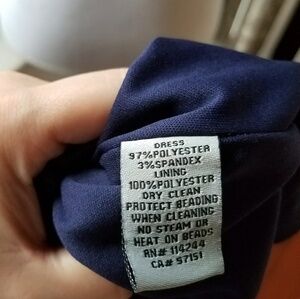 DRESS
97%POLYESTER
3%SPANDEX
LINING
100%POLYESTER
DRY CLEAN
PROTECT BEADING
WHEN CLEANING
NO STEAM OR
HEAT ON BEADS
RN# 114244
CA# 57151